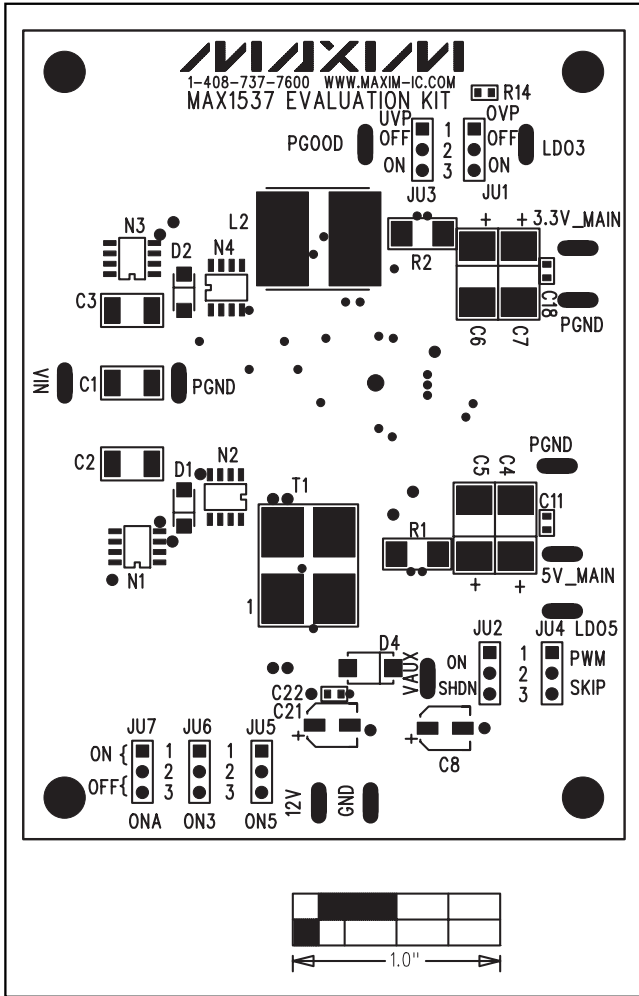 MAXIM
1-408-737-7600 WWW.MAXIM-IC.COM
MAX1537 EVALUATION KIT
R14
UVP
OVP
PGOOD
OFF
1
OFF
LDO3
2
ON
3
ON
JU3
JU1
N3
D2
N4
L2
R2
+
+
3.3V_MAIN
C3
C18
C6
C7
PGND
VIN
C1
PGND
C2
D1
N2
T1
PGND
C5
C4
C11
R1
N1
1
+
+
5V_MAIN
LDO5
JU2
JU4
D4
ON
1
PWM
VAUX
2
SHDN
3
SKIP
C22
C21
+
+
C8
JU7
JU6
JU5
ON {
1
1
2
2
OFF{
3
3
ONA
ON3
ON5
12V
GND
1.0"